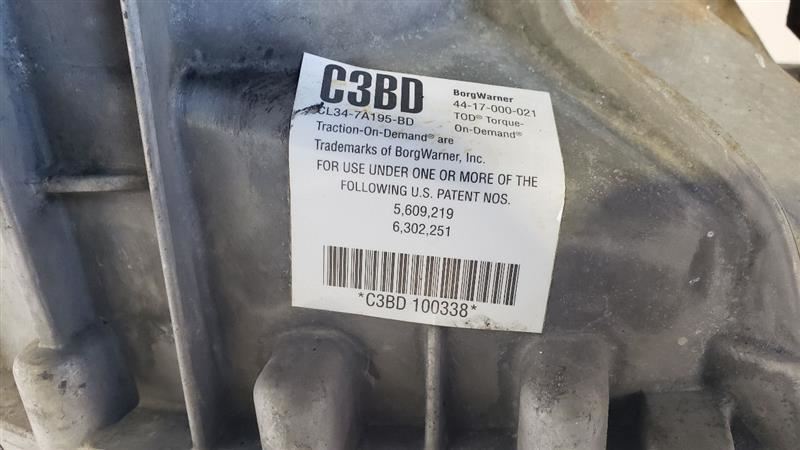 C3BD
BorgWarner
44-17-000-021
CL34-7A195-BD
TOD® Torque-
On-Demand®
Traction-On-Demand® are
Trademarks of BorgWarner, Inc.
FOR USE UNDER ONE OR MORE OF THE
FOLLOWING U.S. PATENT NOS.
5,609,219
6,302,251
*C3BD 100338*